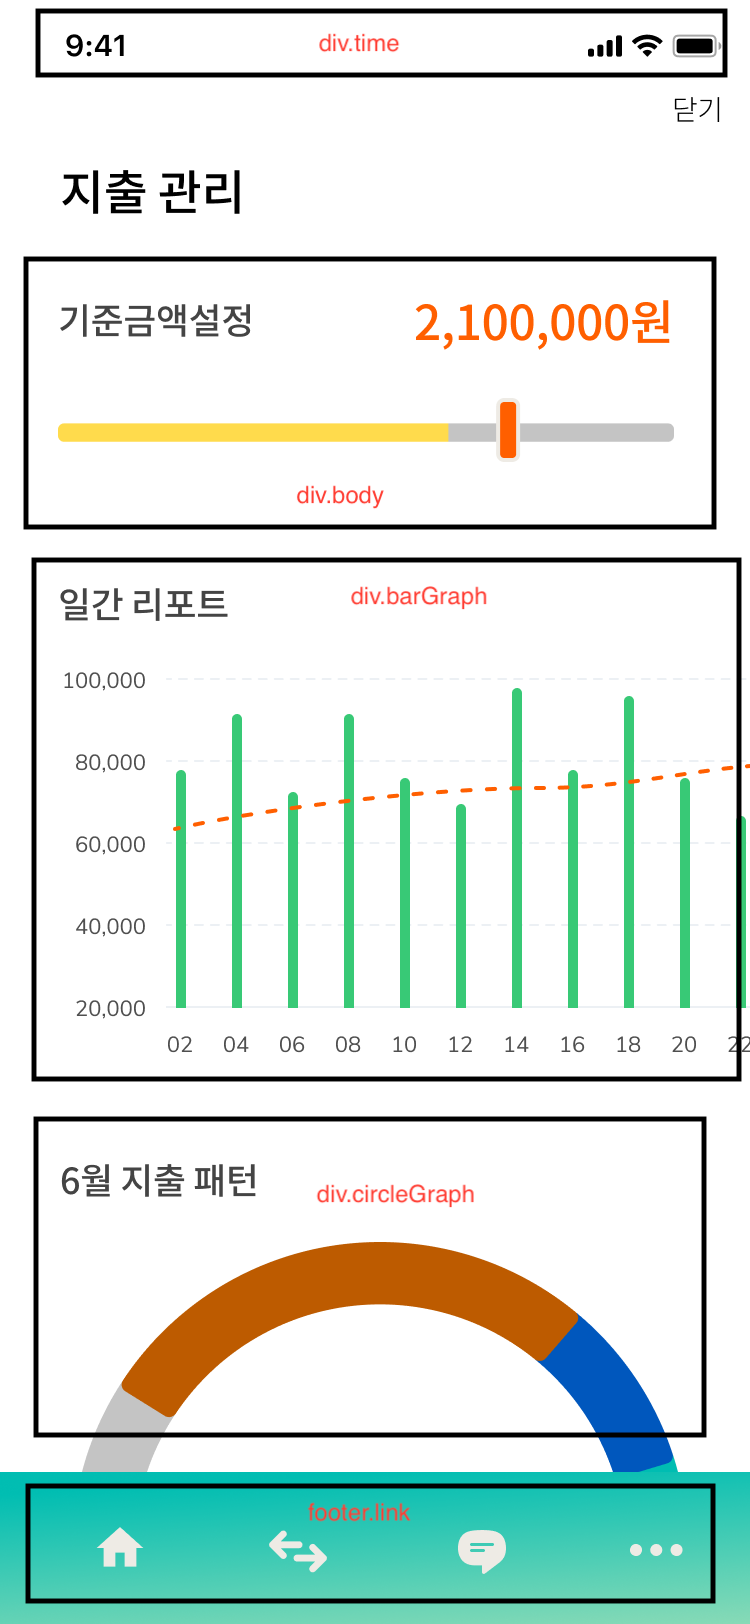 9:41
div.time
닫기
지출 관리
기준금액설정
2,100,000원
div.body
일간 리포트
div.barGraph
100,000
80,000
60,000
40,000
20,000
02 04 06 08 10 12 14 16 18 20 22
6월 지출 패턴
div.circleGraph
footer.link